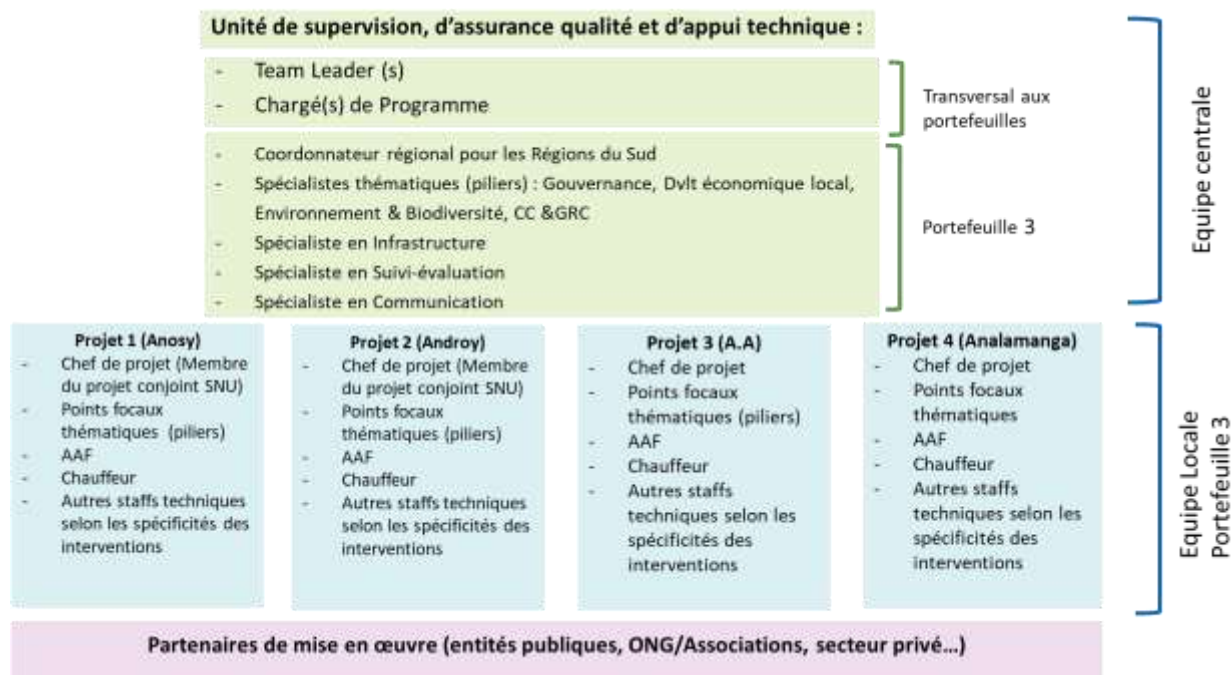 Unité de supervision, d'assurance qualité et d'appui technique :
- Team Leader (s)
- Chargé(s) de Programme
Transversal aux
portefeuilles
- Coordonnateur régional pour les Régions du Sud
- Spécialistes thématiques (piliers) : Gouvernance, Dvlt économique local,
Environnement & Biodiversité, CC &GRC
- Spécialiste en Infrastructure
- Spécialiste en Suivi-évaluation
- Spécialiste en Communication
Portefeuille 3
Equipe centrale
Projet 1 (Anosy)
- Chef de projet (Membre
du projet conjoint SNU)
- Points focaux
thématiques (piliers)
- AAF
- Chauffeur
- Autres staffs techniques
selon les spécificités des
interventions
Projet 2 (Androy)
- Chef de projet (Membre
du projet conjoint SNU)
- Points focaux
thématiques (piliers)
- AAF
- Chauffeur
- Autres staffs techniques
selon les spécificités des
interventions
Projet 3 (A.A)
- Chef de projet
- Points focaux
thématiques (piliers)
- AAF
- Chauffeur
- Autres staffs
techniques selon les
spécificités des
interventions
Projet 4 (Analamanga)
- Chef de projet
- Points focaux
thématiques
- AAF
- Chauffeur
- Autres staffs
techniques selon les
spécificités des
interventions
Equipe Locale
Portefeuille 3
Partenaires de mise en œuvre (entités publiques, ONG/Associations, secteur privé…)